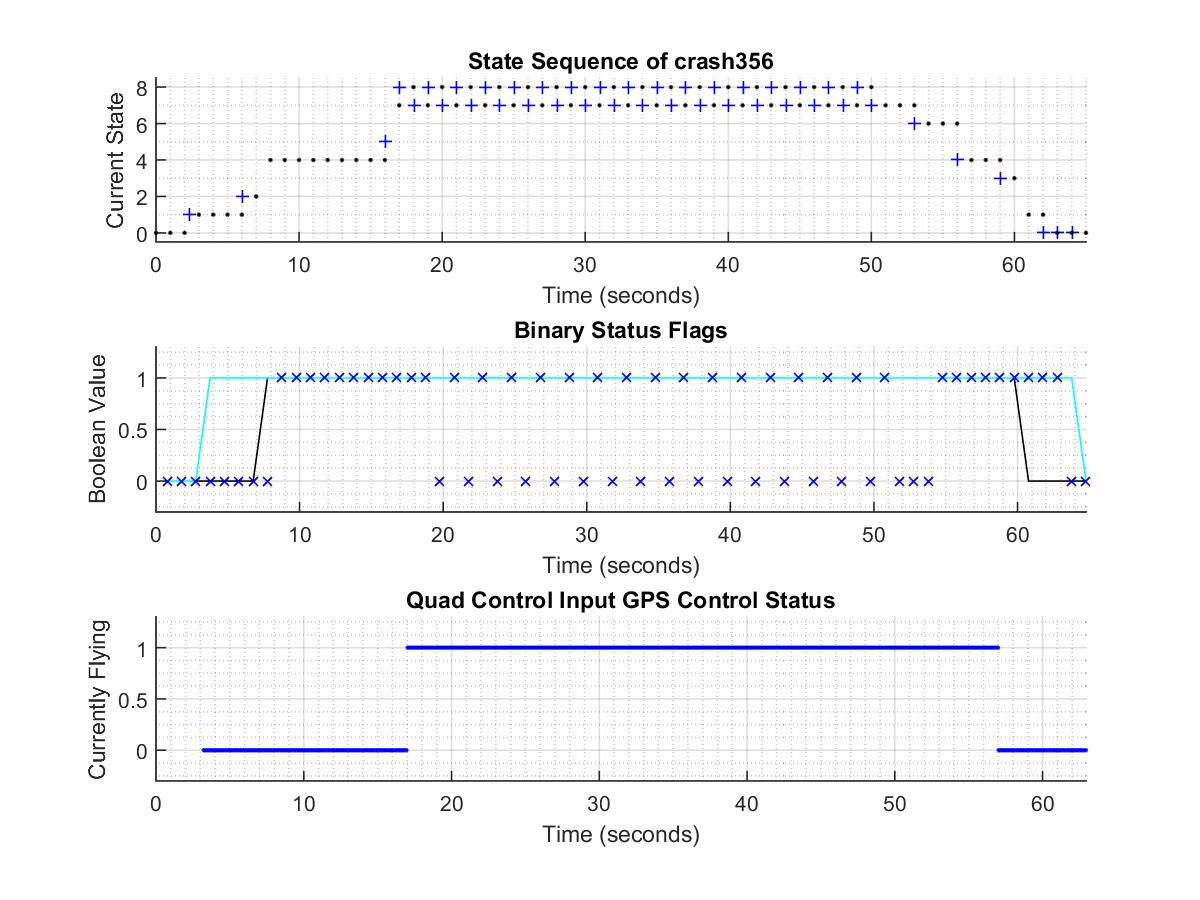 State Sequence of crash356
Current State
8
6
4
2
0
0 10 20 30 40 50 60
Time (seconds)
Binary Status Flags
Boolean Value
1
0.5
0
0 10 20 30 40 50 60
Time (seconds)
Quad Control Input GPS Control Status
Currently Flying
1
0.5
0
0 10 20 30 40 50 60
Time (seconds)